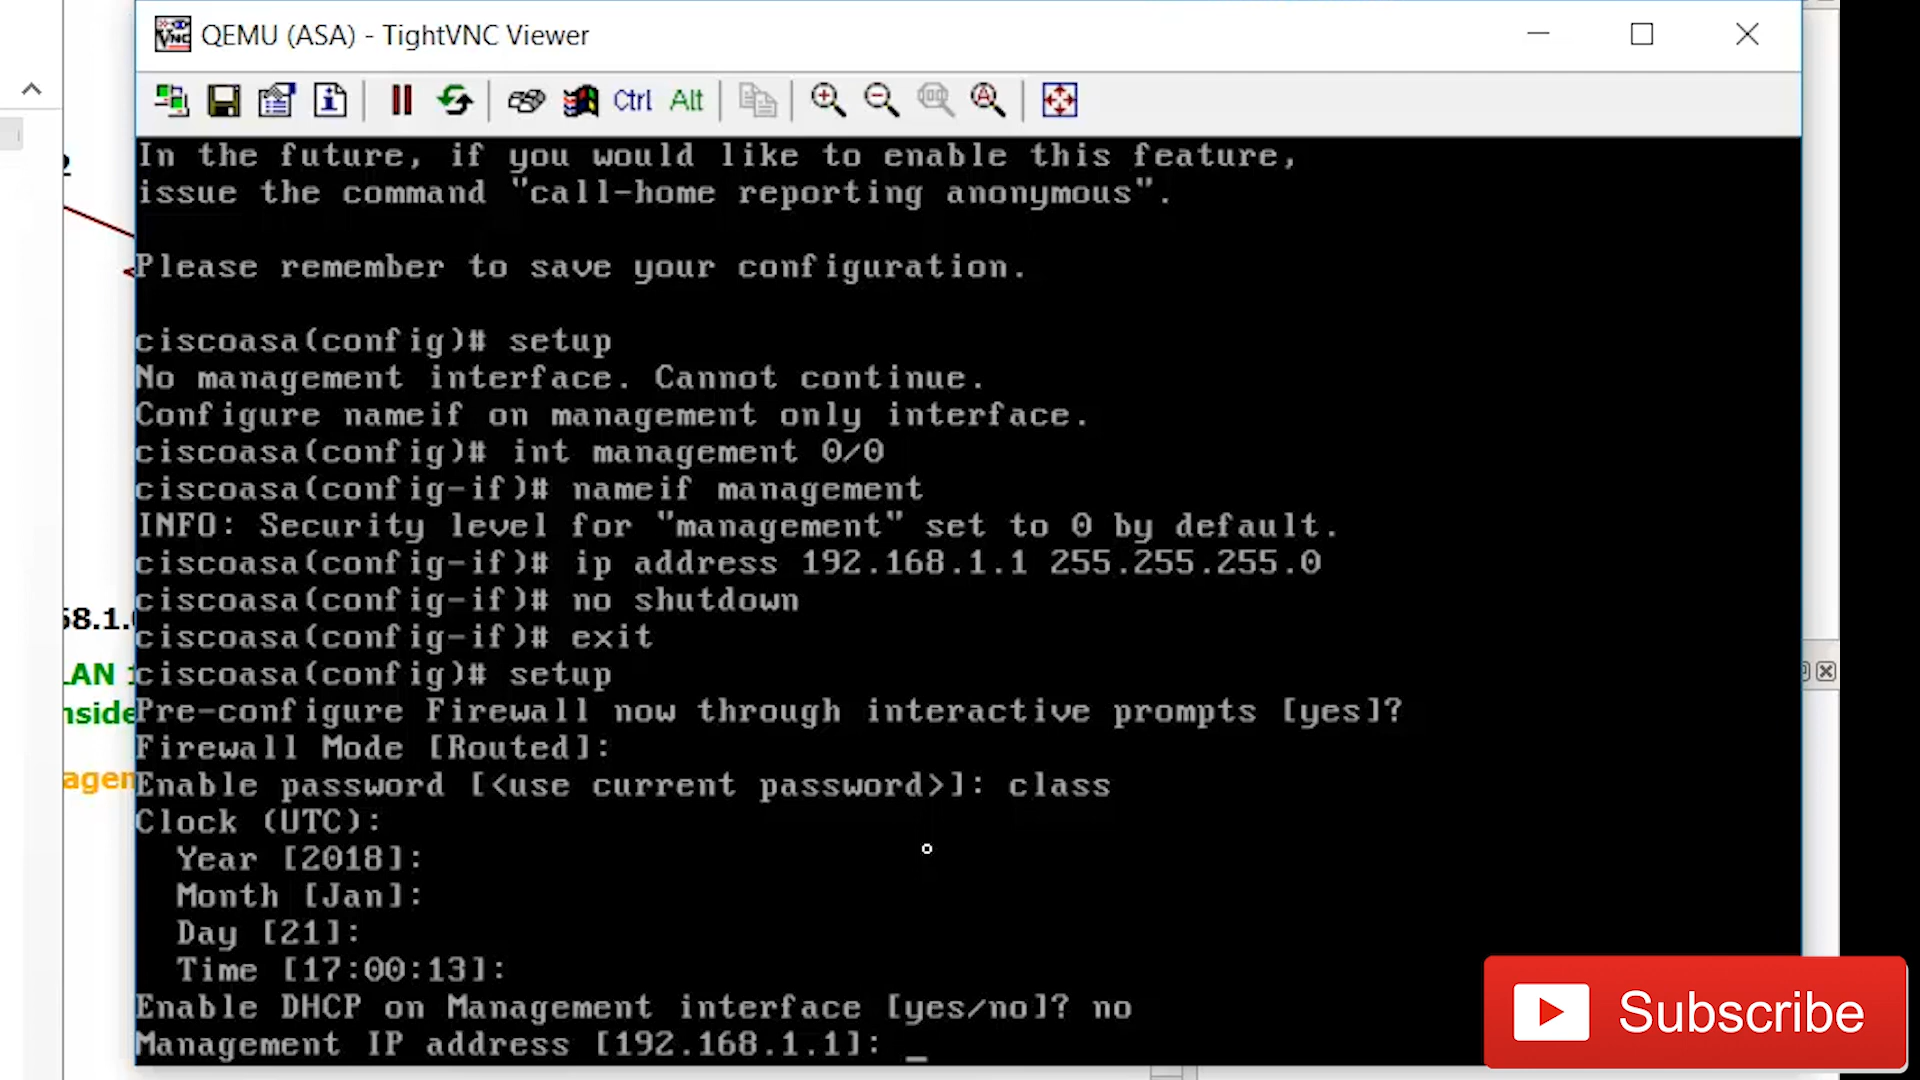 QEMU (ASA) - TightVNC Viewer
Ctrl Alt
In the future, if you would like to enable this feature,
issue the command "call-home reporting anonymous".
Please remember to save your configuration.
ciscoasa(config)# setup
No management interface. Cannot continue.
Configure nameif on management only interface.
ciscoasa(config)# int management 0/0
ciscoasa(config-if)# nameif management
INFO: Security level for "management" set to 0 by default.
ciscoasa(config-if)# ip address 192.168.1.1 255.255.255.0
ciscoasa(config-if)# no shutdown
68.1.
ciscoasa(config-if)# exit
ciscoasa(config)# setup
LAN
Pre-configure Firewall now through interactive prompts [yes]?
nside
Firewall Mode [Routed]:
agen
Enable password [<use current password>]: class
Clock (UTC):
Year [2018]:
Month [Jan]:
Day [21]:
Time [17:00:13]:
Enable DHCP on Management interface [yes/no]? no
Management IP address [192.168.1.1]: _
Subscribe